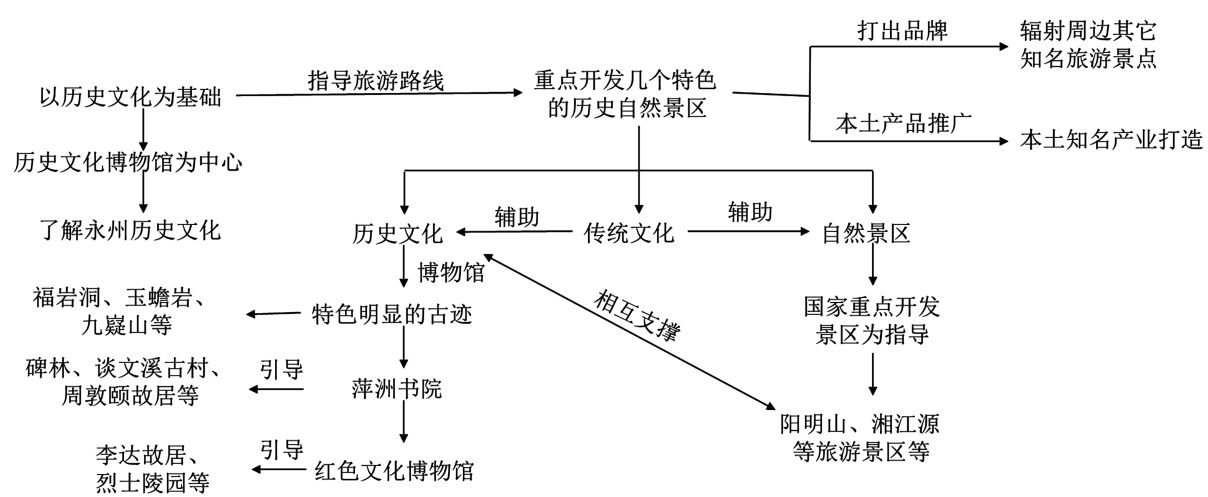 打出品牌
辐射周边其它
知名旅游景点
以历史文化为基础
指导旅游路线
重点开发几个特色
的历史自然景区
本土产品推广
本土知名产业打造
历史文化博物馆为中心
了解永州历史文化
历史文化
辅助
传统文化
辅助
自然景区
博物馆
福岩洞、玉蟾岩、
九嶷山等
特色明显的古迹
相互支撑
国家重点开发
景区为指导
碑林、谈文溪古村、
周敦颐故居等
引导
萍洲书院
阳明山、湘江源
等旅游景区等
李达故居、
烈士陵园等
引导
红色文化博物馆